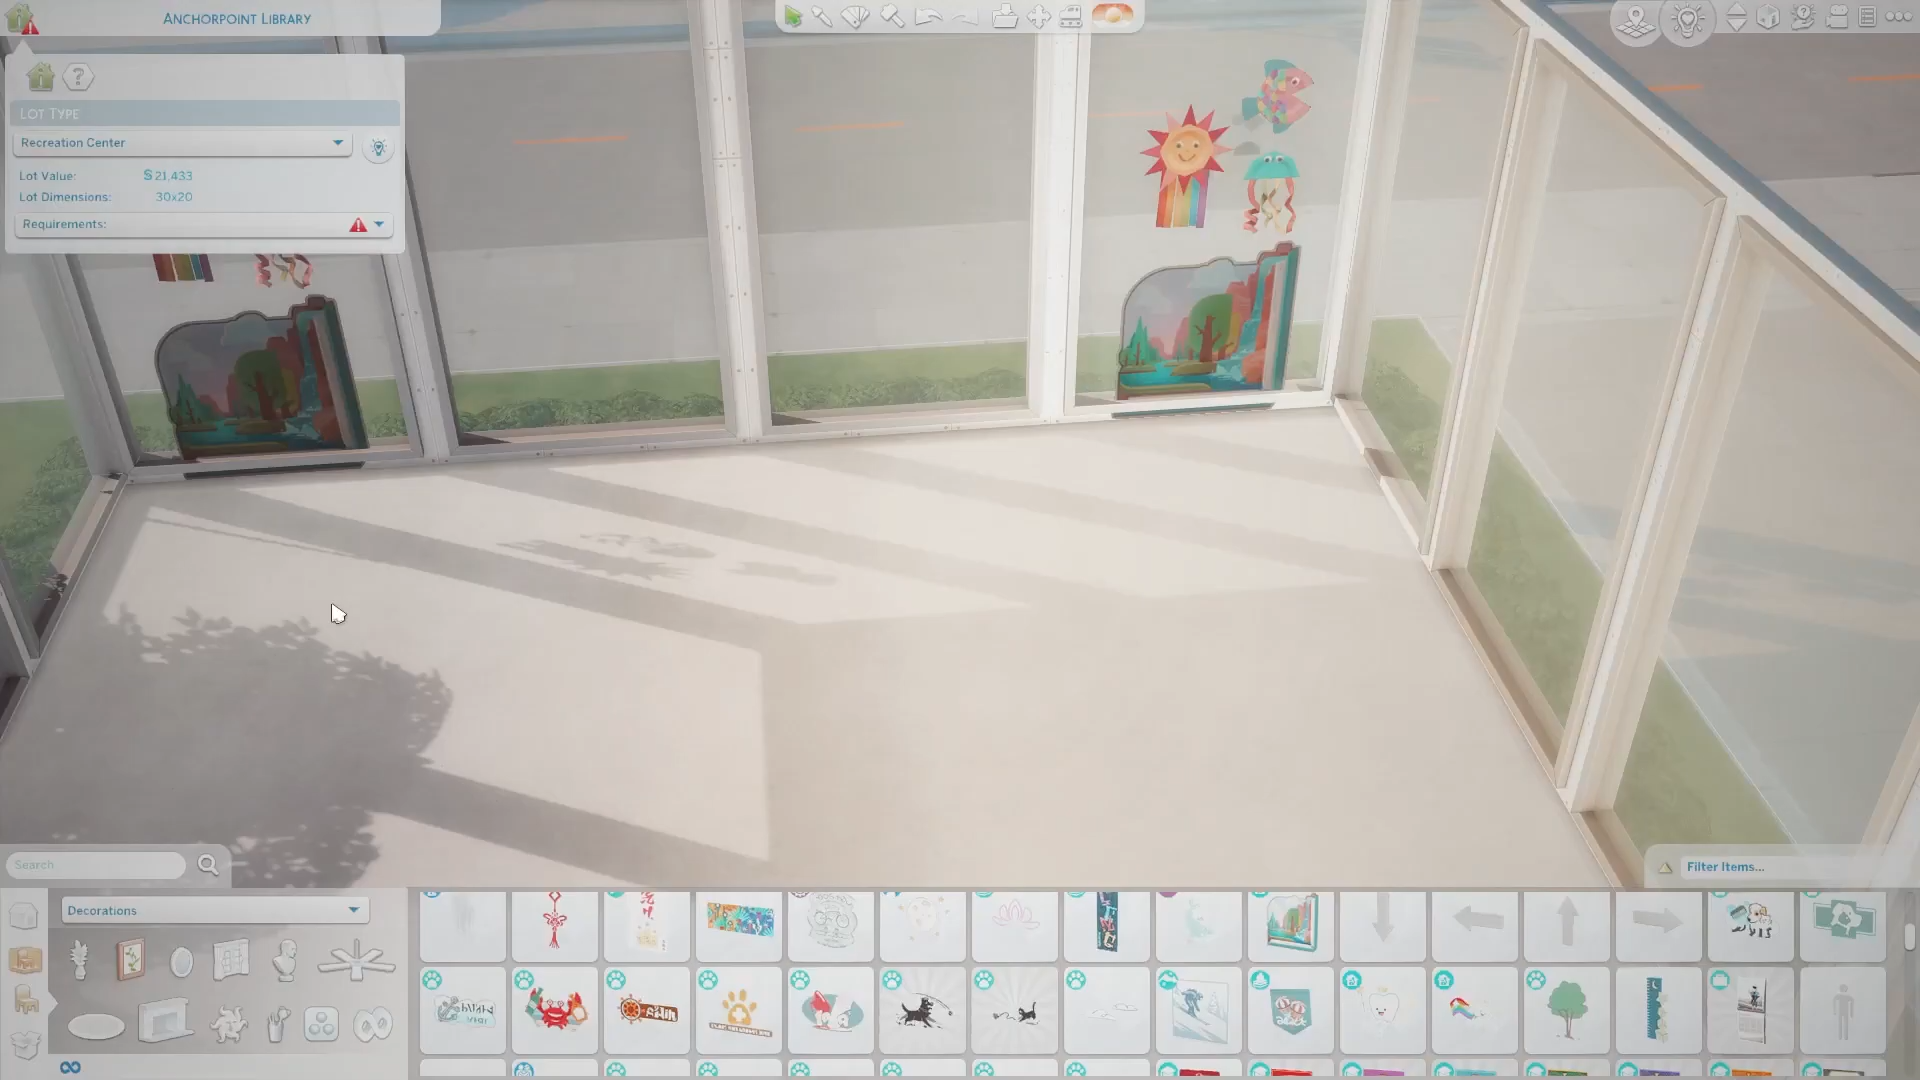 Anchorpoint Library
Lot Type
Recreation Center
Lot Value: $21,433
Lot Dimensions: 30x20
Requirements:
Search
Filter Items...
Decorations